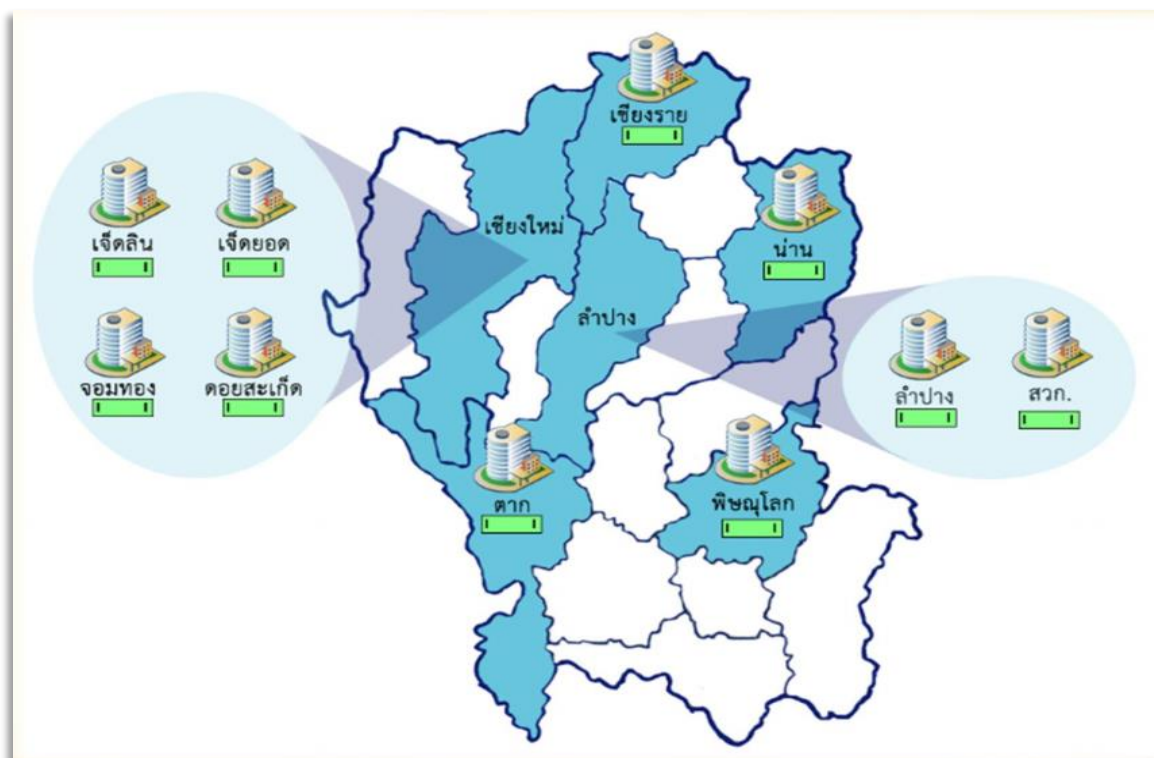 เชียงราย
เจ็ดลิน
เจ็ดยอด
เชียงใหม่
น่าน
ลำปาง
จอมทอง
ดอยสะเก็ด
ลำปาง
สวก.
ตาก
พิษณุโลก